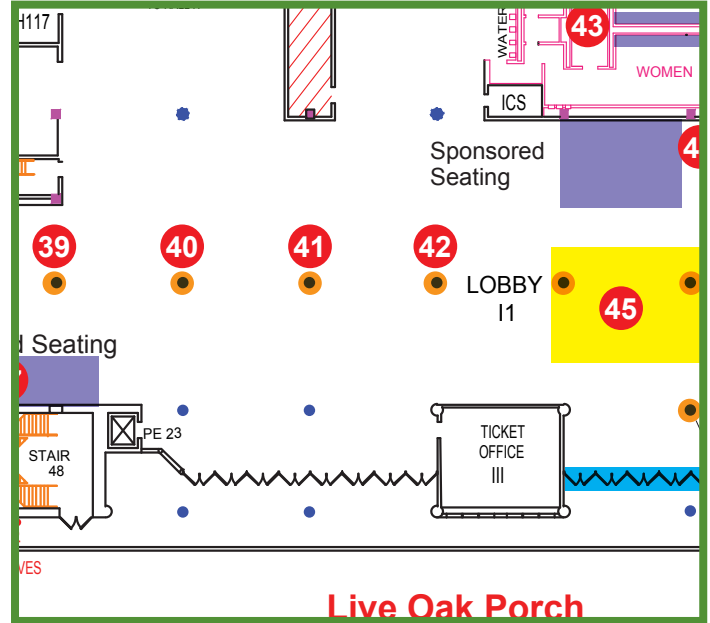 H117
WATER
43
WOMEN
ICS
Sponsored
Seating
39
40
41
42
LOBBY
I1
45
Seating
PE 23
STAIR
48
TICKET
OFFICE
III
VES
Live Oak Porch